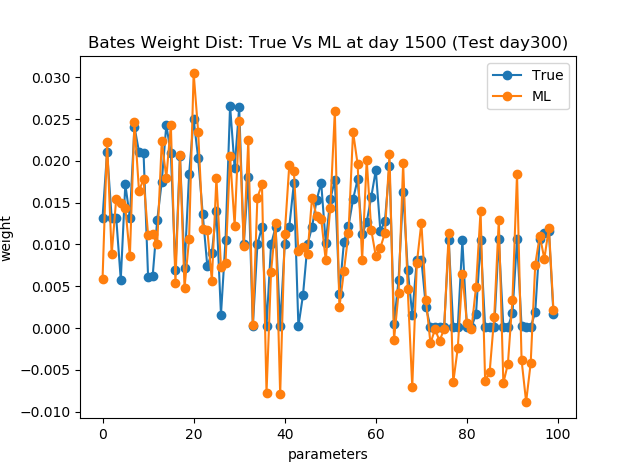 Bates Weight Dist: True Vs ML at day 1500 (Test day300)
True
ML
0.030
0.025
0.020
0.015
0.010
0.005
0.000
−0.005
−0.010
weight
0 20 40 60 80 100
parameters